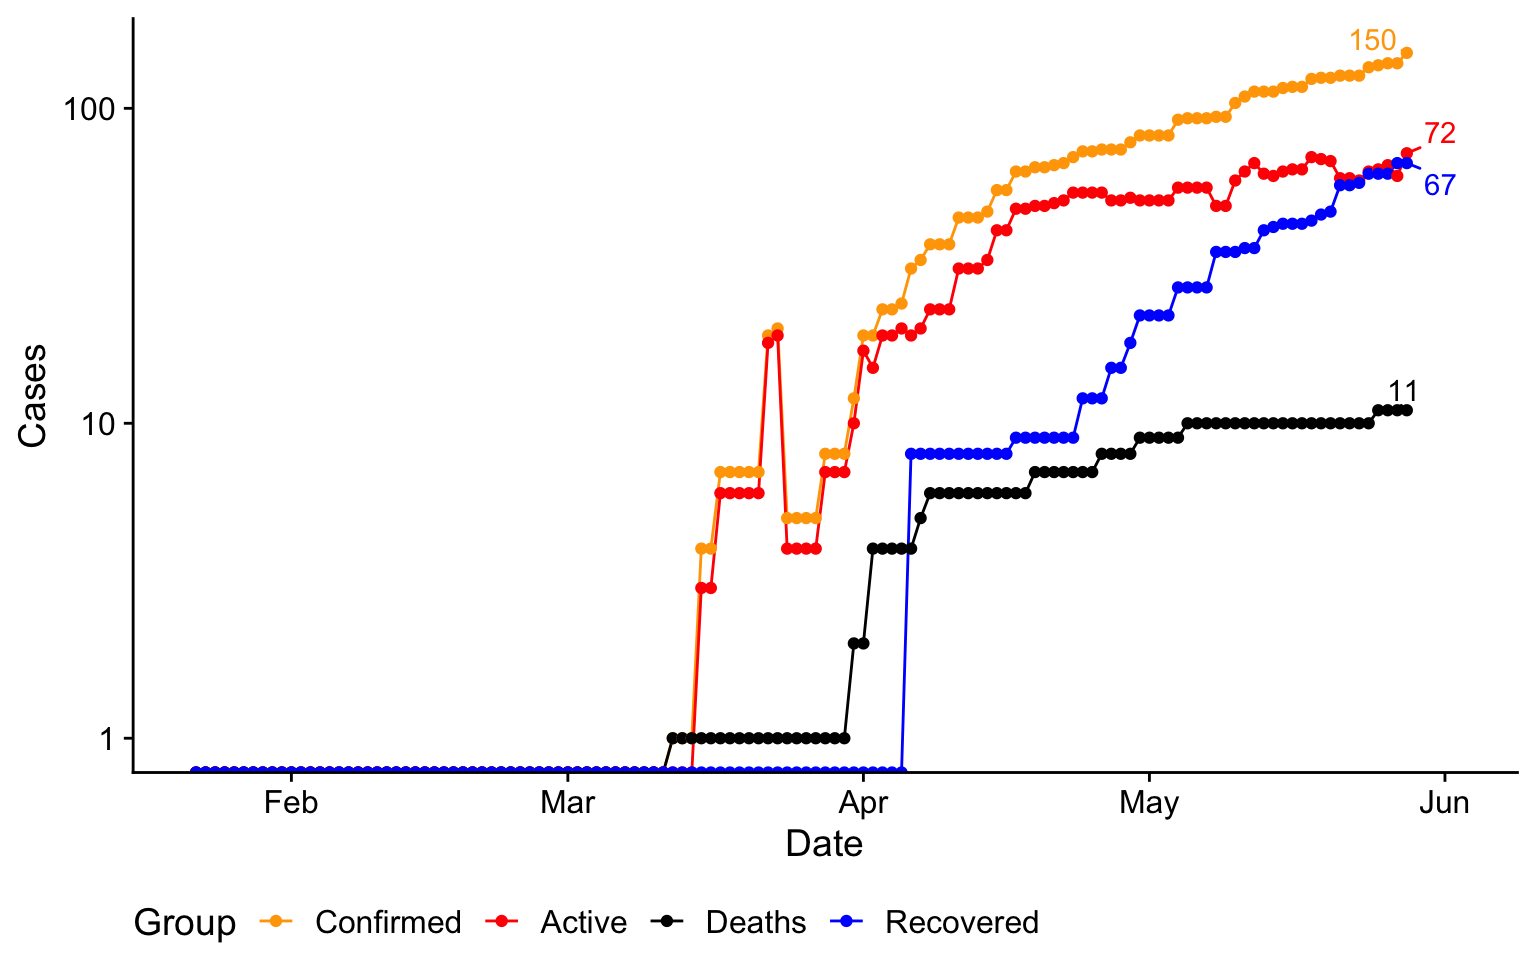 150
100
72
67
11
10
1
Cases
Feb Mar Apr May Jun
Date
Group Confirmed Active Deaths Recovered